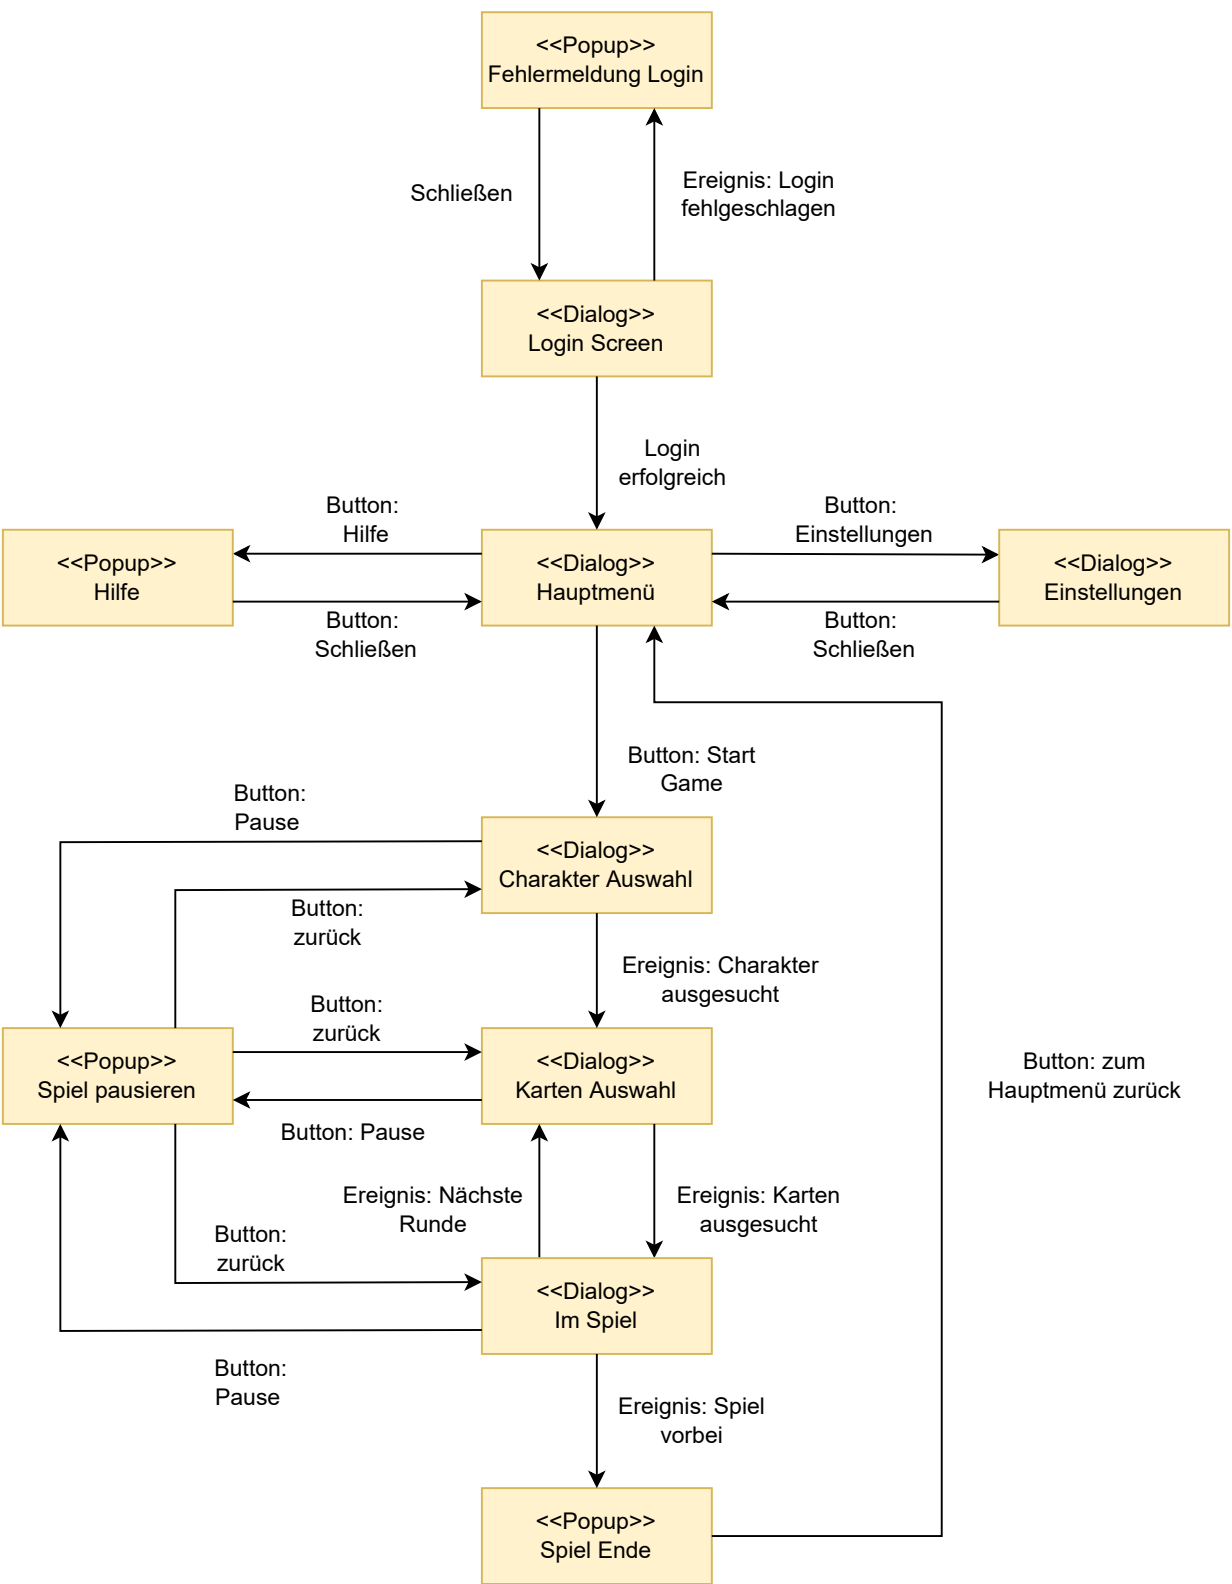 <<Popup>>
Fehlermeldung Login
Schließen
Ereignis: Login
fehlgeschlagen
<<Dialog>>
Login Screen
Login
erfolgreich
Button:
Hilfe
Button:
Einstellungen
<<Popup>>
Hilfe
<<Dialog>>
Hauptmenü
<<Dialog>>
Einstellungen
Button:
Schließen
Button:
Schließen
Button: Start
Game
Button:
Pause
<<Dialog>>
Charakter Auswahl
Button:
zurück
Ereignis: Charakter
ausgesucht
Button:
zurück
<<Popup>>
Spiel pausieren
<<Dialog>>
Karten Auswahl
Button: zum
Hauptmenü zurück
Button: Pause
Ereignis: Nächste
Runde
Ereignis: Karten
ausgesucht
Button:
zurück
<<Dialog>>
Im Spiel
Button:
Pause
Ereignis: Spiel
vorbei
<<Popup>>
Spiel Ende